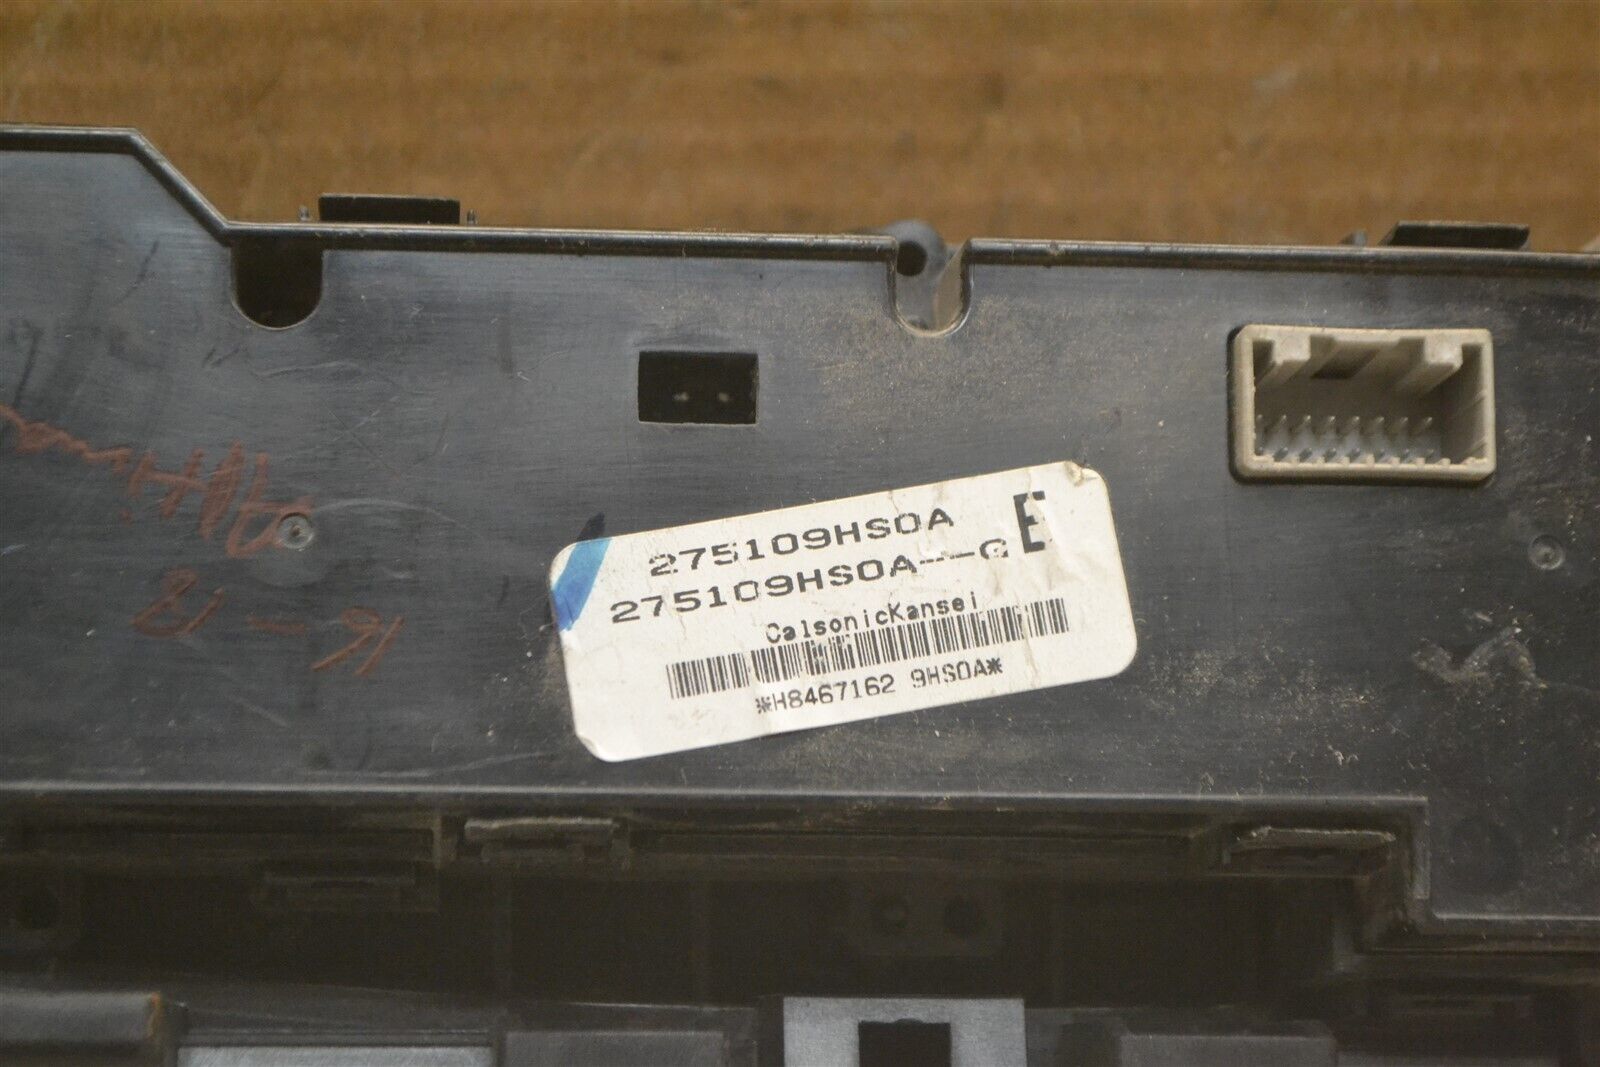 275109HS0A
275109HS0A---G E
CalsonicKansei
*H8467162 9HS0A*
16-18